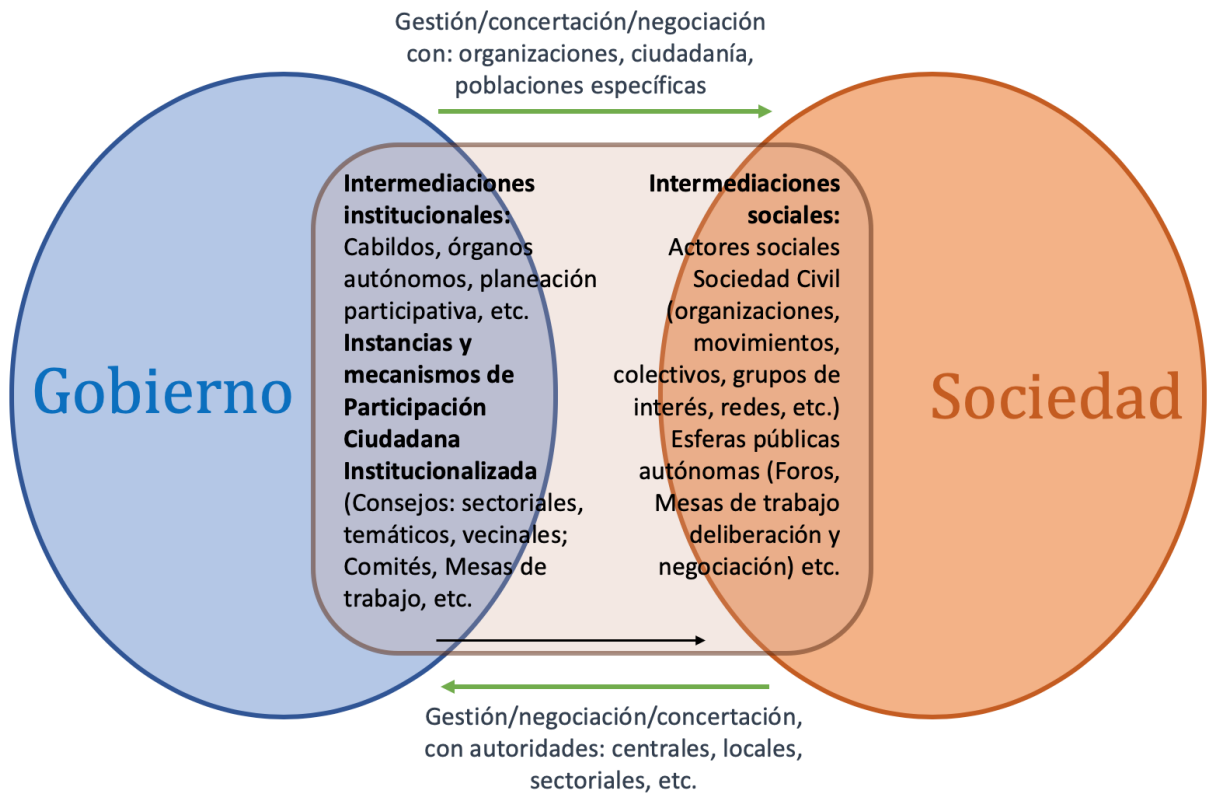 Gestión/concertación/negociación
con: organizaciones, ciudadanía,
poblaciones específicas
Gobierno
Intermediaciones
institucionales:
Cabildos, órganos
autónomos, planeación
participativa, etc.
Instancias y
mecanismos de
Participación
Ciudadana
Institucionalizada
(Consejos: sectoriales,
temáticos, vecinales;
Comités, Mesas de
trabajo, etc.
Intermediaciones
sociales:
Actores sociales
Sociedad Civil
(organizaciones,
movimientos,
colectivos, grupos de
interés, redes, etc.)
Esferas públicas
autónomas (Foros,
Mesas de trabajo
deliberación y
negociación) etc.
Sociedad
Gestión/negociación/concertación,
con autoridades: centrales, locales,
sectoriales, etc.